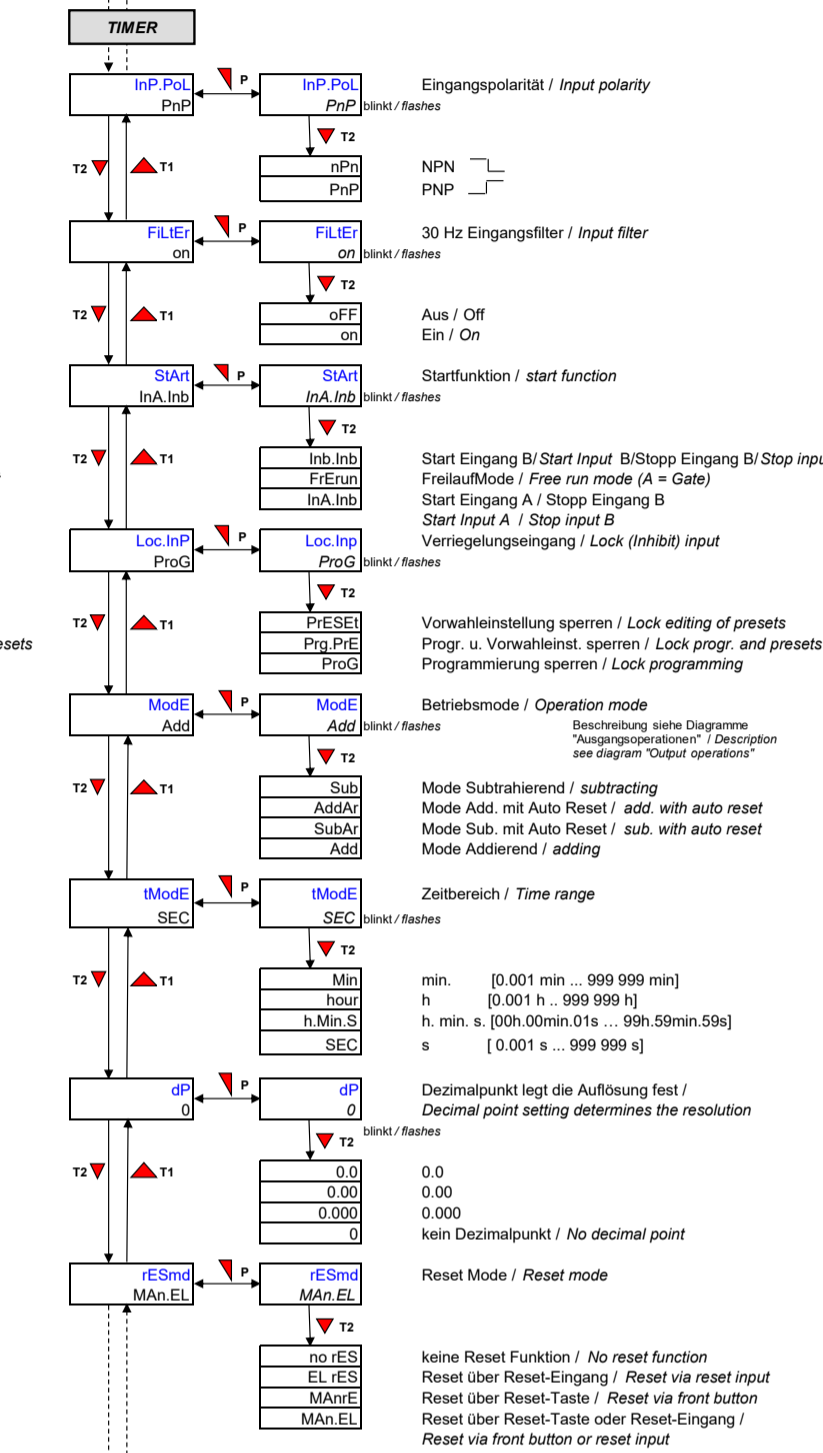 TIMER
InP.PoL P InP.PoL Eingangspolarität / Input polarity
PnP PnP blinkt / flashes
T2
T2 T1 nPn NPN
PnP PNP
FiLtEr P FiLtEr 30 Hz Eingangsfilter / Input filter
on on blinkt / flashes
T2
T2 T1 oFF Aus / Off
on Ein / On
StArt P StArt Startfunktion / start function
InA.Inb InA.Inb blinkt / flashes
T2
T2 T1 Inb.Inb Start Eingang B/Start Input B/Stopp Eingang B/Stop inpu
FrErun FreilaufMode / Free run mode (A = Gate)
InA.Inb Start Eingang A / Stopp Eingang B
Start Input A / Stop input B
Loc.InP P Loc.Inp Verriegelungseingang / Lock (Inhibit) input
ProG ProG blinkt / flashes
T2
T2 T1 PrESEt Vorwahleinstellung sperren / Lock editing of presets
esets Prg.PrE Progr. u. Vorwahleinst. sperren / Lock progr. and presets
ProG Programmierung sperren / Lock programming
ModE P ModE Betriebsmode / Operation mode
Add Add blinkt / flashes
Beschreibung siehe Diagramme
"Ausgangsoperationen" / Description
see diagram "Output operations"
T2
T2 T1 Sub Mode Subtrahierend / subtracting
AddAr Mode Add. mit Auto Reset / add. with auto reset
SubAr Mode Sub. mit Auto Reset / sub. with auto reset
Add Mode Addierend / adding
tModE P tModE Zeitbereich / Time range
SEC SEC blinkt / flashes
T2
T2 T1 Min min. [0.001 min ... 999 999 min]
hour h [0.001 h .. 999 999 h]
h.Min.S h. min. s. [00h.00min.01s … 99h.59min.59s]
SEC s [ 0.001 s ... 999 999 s]
dP P dP Dezimalpunkt legt die Auflösung fest /
0 0 Decimal point setting determines the resolution
blinkt / flashes
T2
T2 T1 0.0 0.0
0.00 0.00
0.000 0.000
0 kein Dezimalpunkt / No decimal point
rESmd P rESmd Reset Mode / Reset mode
MAn.EL MAn.EL
T2
no rES keine Reset Funktion / No reset function
EL rES Reset über Reset-Eingang / Reset via reset input
MAnrE Reset über Reset-Taste / Reset via front button
MAn.EL Reset über Reset-Taste oder Reset-Eingang /
Reset via front button or reset input